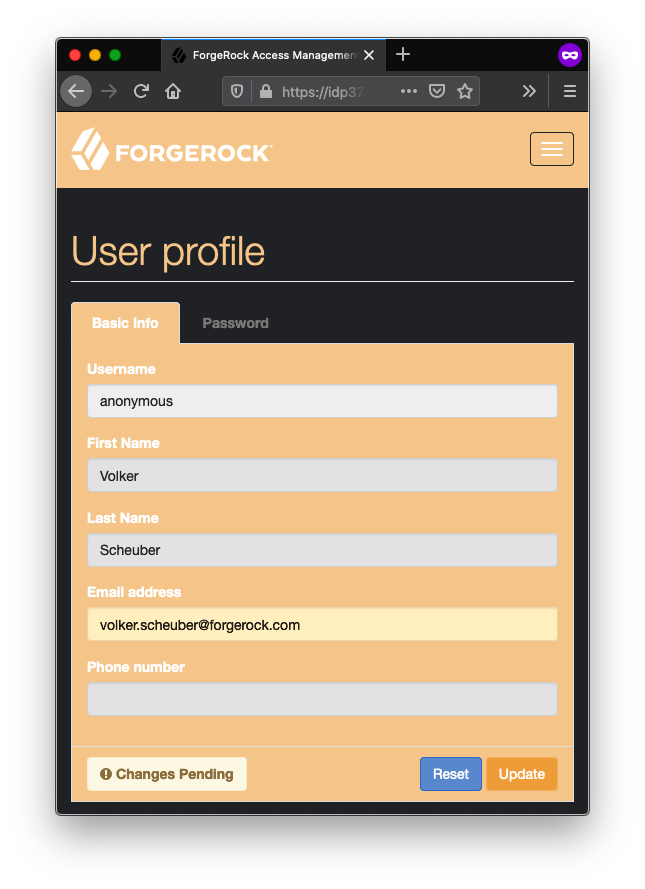 ForgeRock Access Management
https://idp37
FORGEROCK
User profile
Basic Info
Password
Username
anonymous
First Name
Volker
Last Name
Scheuber
Email address
volker.scheuber@forgerock.com
Phone number
Changes Pending
Reset
Update